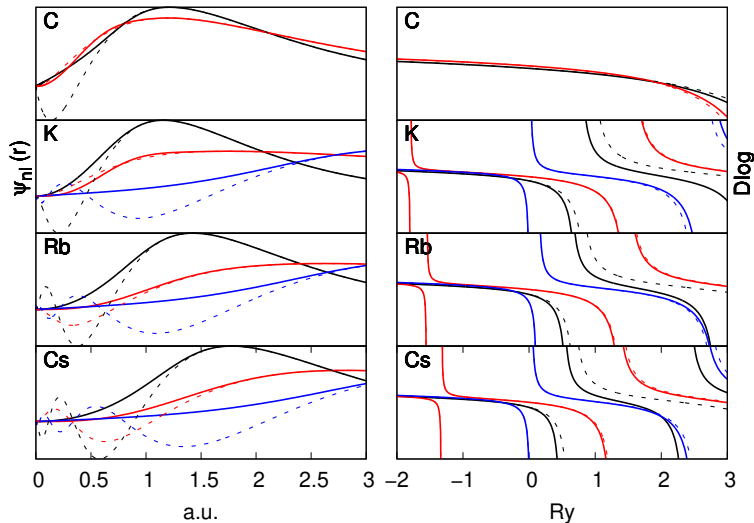 C
K
Rb
Cs
Ψnl (r)
0 0.5 1 1.5 2 2.5 3
a.u.
C
K
Rb
Cs
Dlog
−2 −1 0 1 2 3
Ry